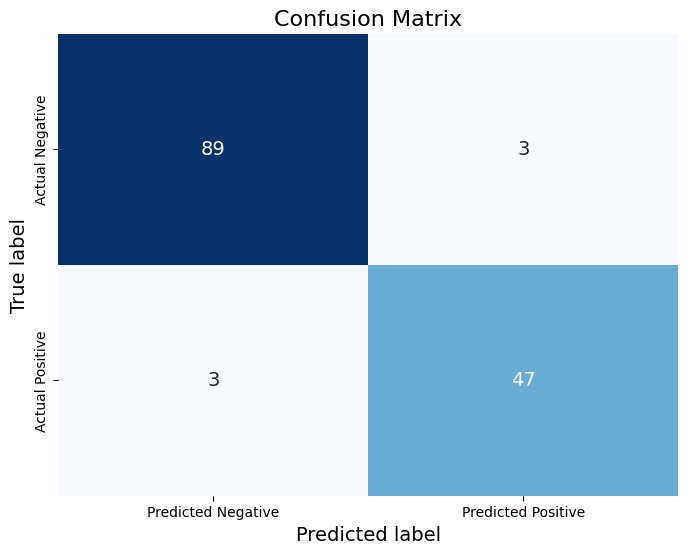 Confusion Matrix
True label
Actual Negative
89
3
Actual Positive
3
47
Predicted Negative
Predicted Positive
Predicted label